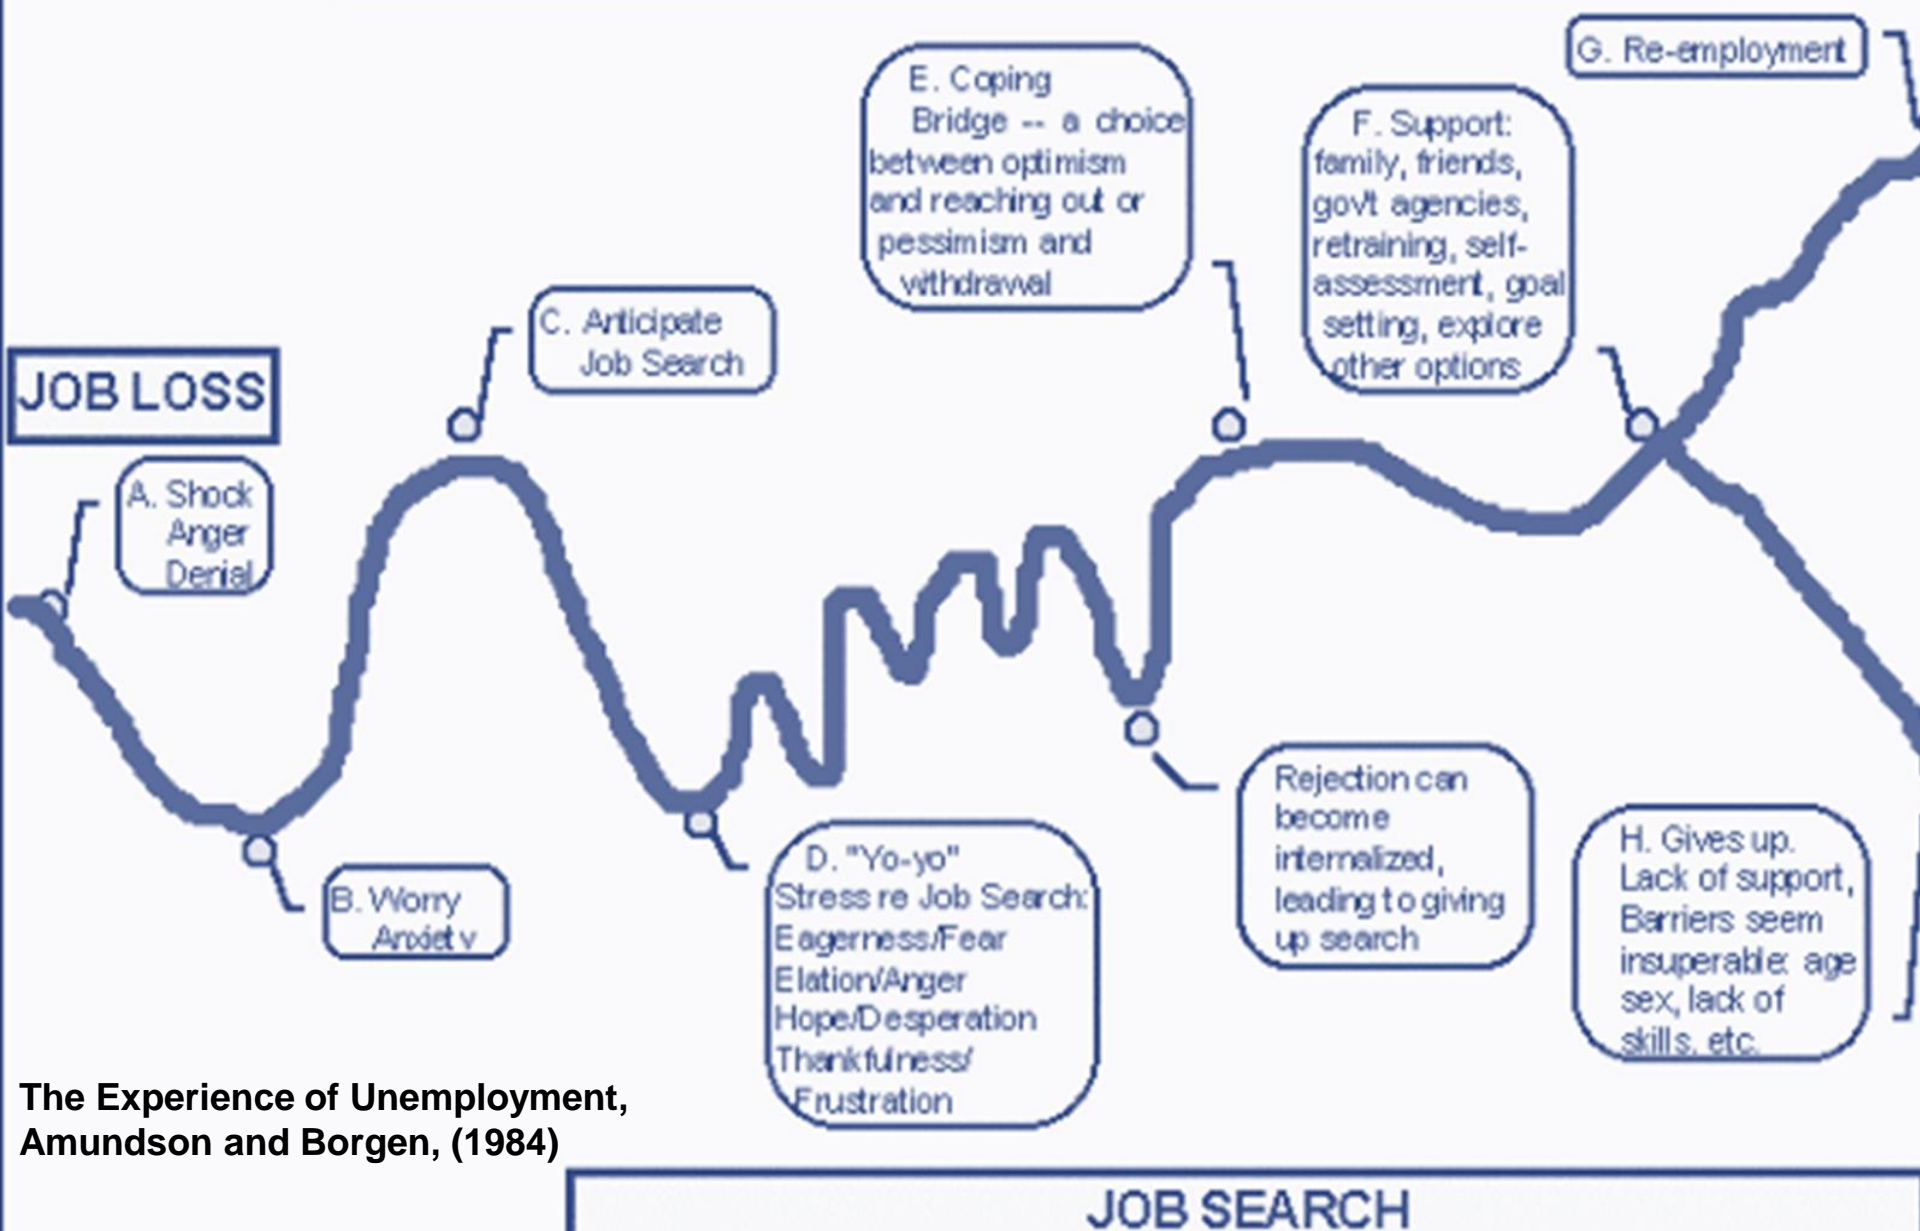 JOB LOSS
A. Shock
Anger
Denial
B. Worry
Anxiety
C. Anticipate
Job Search
D. "Yo-yo"
Stress re Job Search:
Eagerness/Fear
Elation/Anger
Hope/Desperation
Thankfulness/
Frustration
E. Coping
Bridge -- a choice
between optimism
and reaching out or
pessimism and
withdrawal
Rejection can
become
internalized,
leading to giving
up search
F. Support:
family, friends,
gov't agencies,
retraining, self-
assessment, goal
setting, explore
other options
G. Re-employment
H. Gives up.
Lack of support,
Barriers seem
insuperable: age
sex, lack of
skills, etc.
The Experience of Unemployment,
Amundson and Borgen, (1984)
JOB SEARCH